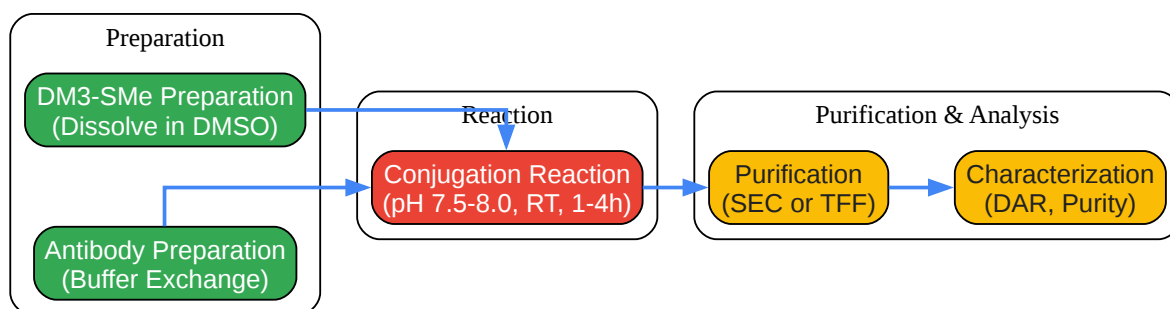 Preparation
DM3-SMe Preparation
(Dissolve in DMSO)
Antibody Preparation
(Buffer Exchange)
Reaction
Conjugation Reaction
(pH 7.5-8.0, RT, 1-4h)
Purification & Analysis
Purification
(SEC or TFF)
Characterization
(DAR, Purity)